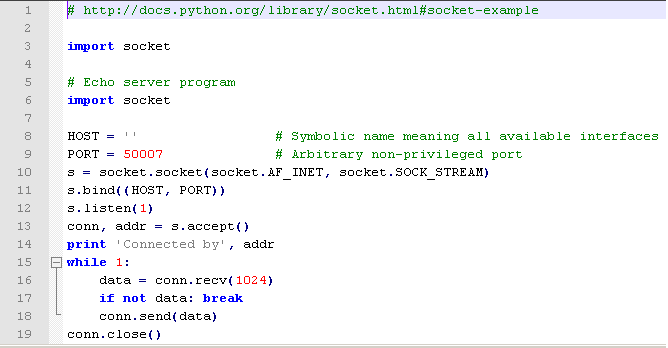 1 # http://docs.python.org/library/socket.html#socket-example
2
3 import socket
4
5 # Echo server program
6 import socket
7
8 HOST = '' # Symbolic name meaning all available interfaces
9 PORT = 50007 # Arbitrary non-privileged port
10 s = socket.socket(socket.AF_INET, socket.SOCK_STREAM)
11 s.bind((HOST, PORT))
12 s.listen(1)
13 conn, addr = s.accept()
14 print 'Connected by', addr
15 while 1:
16 data = conn.recv(1024)
17 if not data: break
18 conn.send(data)
19 conn.close()